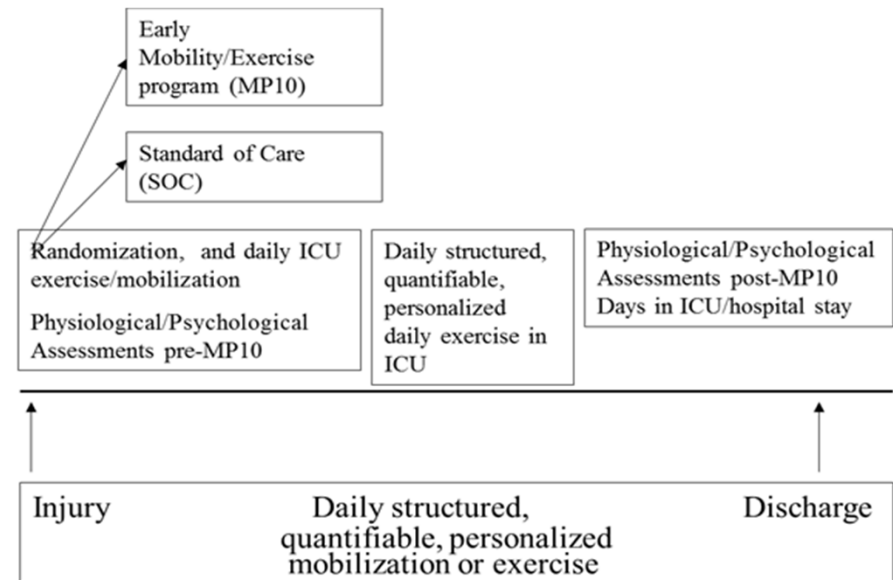 Early
Mobility/Exercise
program (MP10)
Standard of Care
(SOC)
Randomization, and daily ICU
exercise/mobilization
Physiological/Psychological
Assessments pre-MP10
Daily structured,
quantifiable,
personalized
daily exercise in
ICU
Physiological/Psychological
Assessments post-MP10
Days in ICU/hospital stay
Injury
Daily structured,
quantifiable, personalized
mobilization or exercise
Discharge